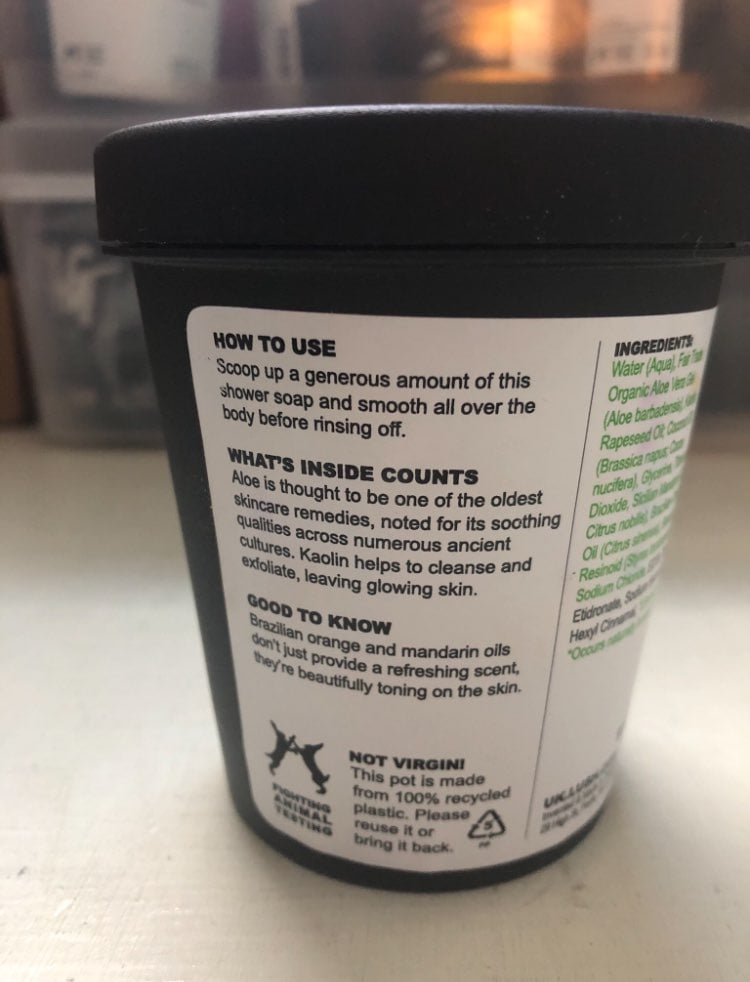 HOW TO USE
Scoop up a generous amount of this
shower soap and smooth all over the
body before rinsing off.
WHAT'S INSIDE COUNTS
Aloe is thought to be one of the oldest
skincare remedies, noted for its soothing
qualities across numerous ancient
cultures. Kaolin helps to cleanse and
exfoliate, leaving glowing skin.
GOOD TO KNOW
Brazilian orange and mandarin oils
don't just provide a refreshing scent,
they're beautifully toning on the skin.
FIGHTING
ANIMAL
TESTING
NOT VIRGIN!
This pot is made
from 100% recycled
plastic. Please
reuse it or
bring it back.
5
PP
INGREDIENTS:
Water (Aqua), Fair
Organic Aloe Vera
(Aloe barbadensis),
Rapeseed Oil;
(Brassica napus;
nucifera), Glycerine,
Dioxide, Sicilian
Citrus nobilis),
Oil (Citrus
Resinoid
Sodium
Etidronate,
Hexyl
*Occurs